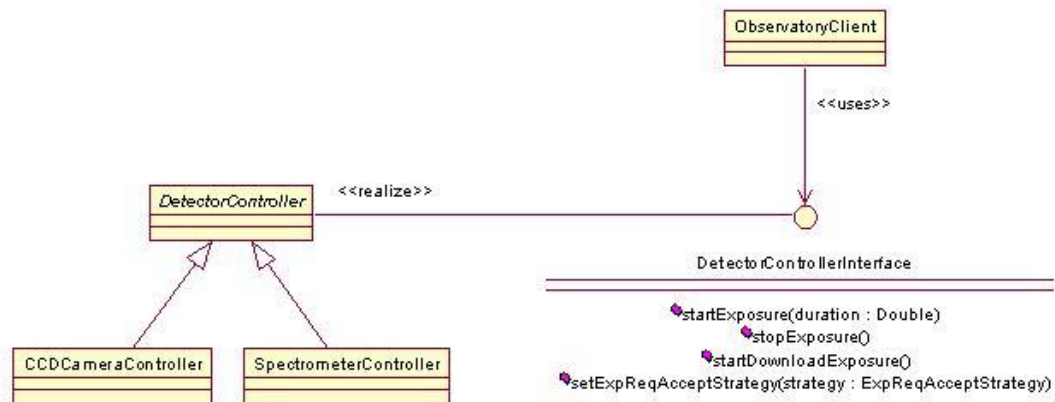 ObservatoryClient
<<uses>>
<<realize>>
DetectorController
DetectorControllerInterface
startExposure(duration : Double)
stopExposure()
startDownloadExposure()
setExpReqAcceptStrategy(strategy : ExpReqAcceptStrategy)
CCDCameraController
SpectrometerController